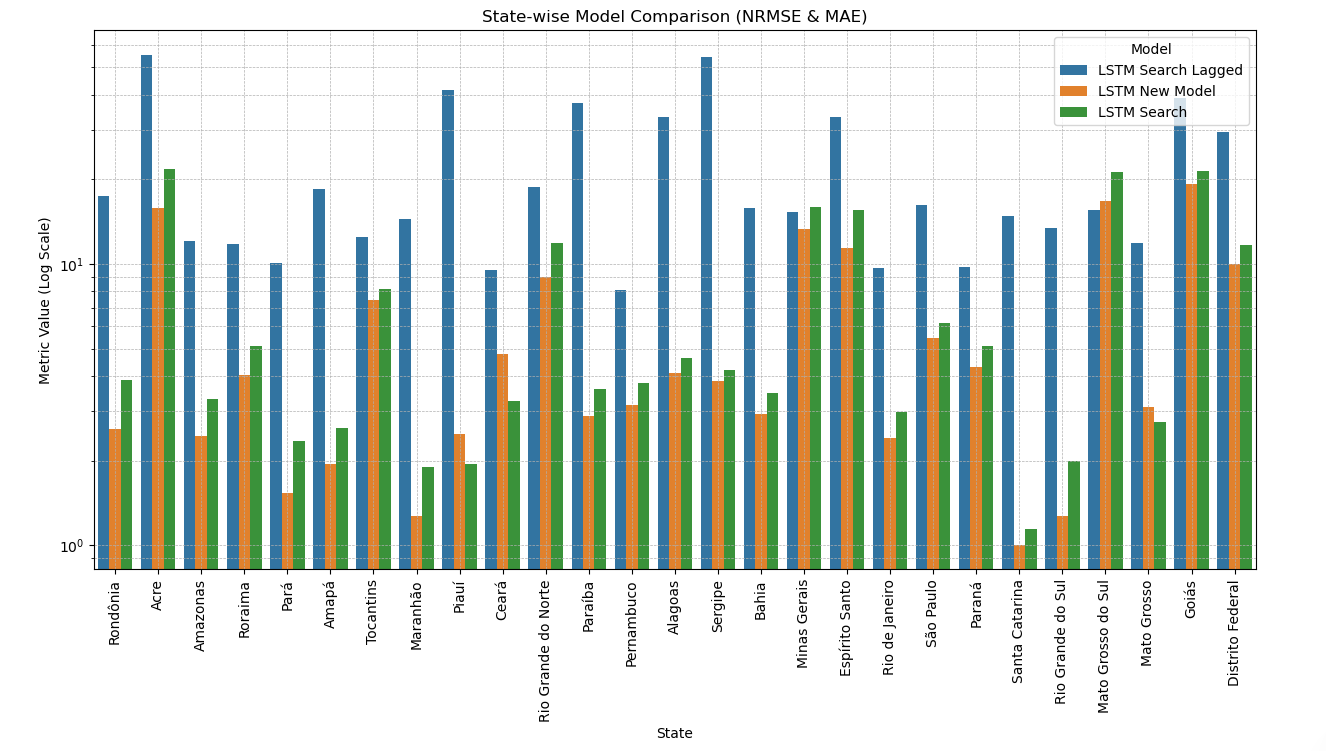 State-wise Model Comparison (NRMSE & MAE)
Model
LSTM Search Lagged
LSTM New Model
LSTM Search
Metric Value (Log Scale)
10¹
10⁰
Rondônia
Acre
Amazonas
Roraima
Pará
Amapá
Tocantins
Maranhão
Piauí
Ceará
Rio Grande do Norte
Paraíba
Pernambuco
Alagoas
Sergipe
Bahia
Minas Gerais
Espírito Santo
Rio de Janeiro
São Paulo
Paraná
Santa Catarina
Rio Grande do Sul
Mato Grosso do Sul
Mato Grosso
Goiás
Distrito Federal
State